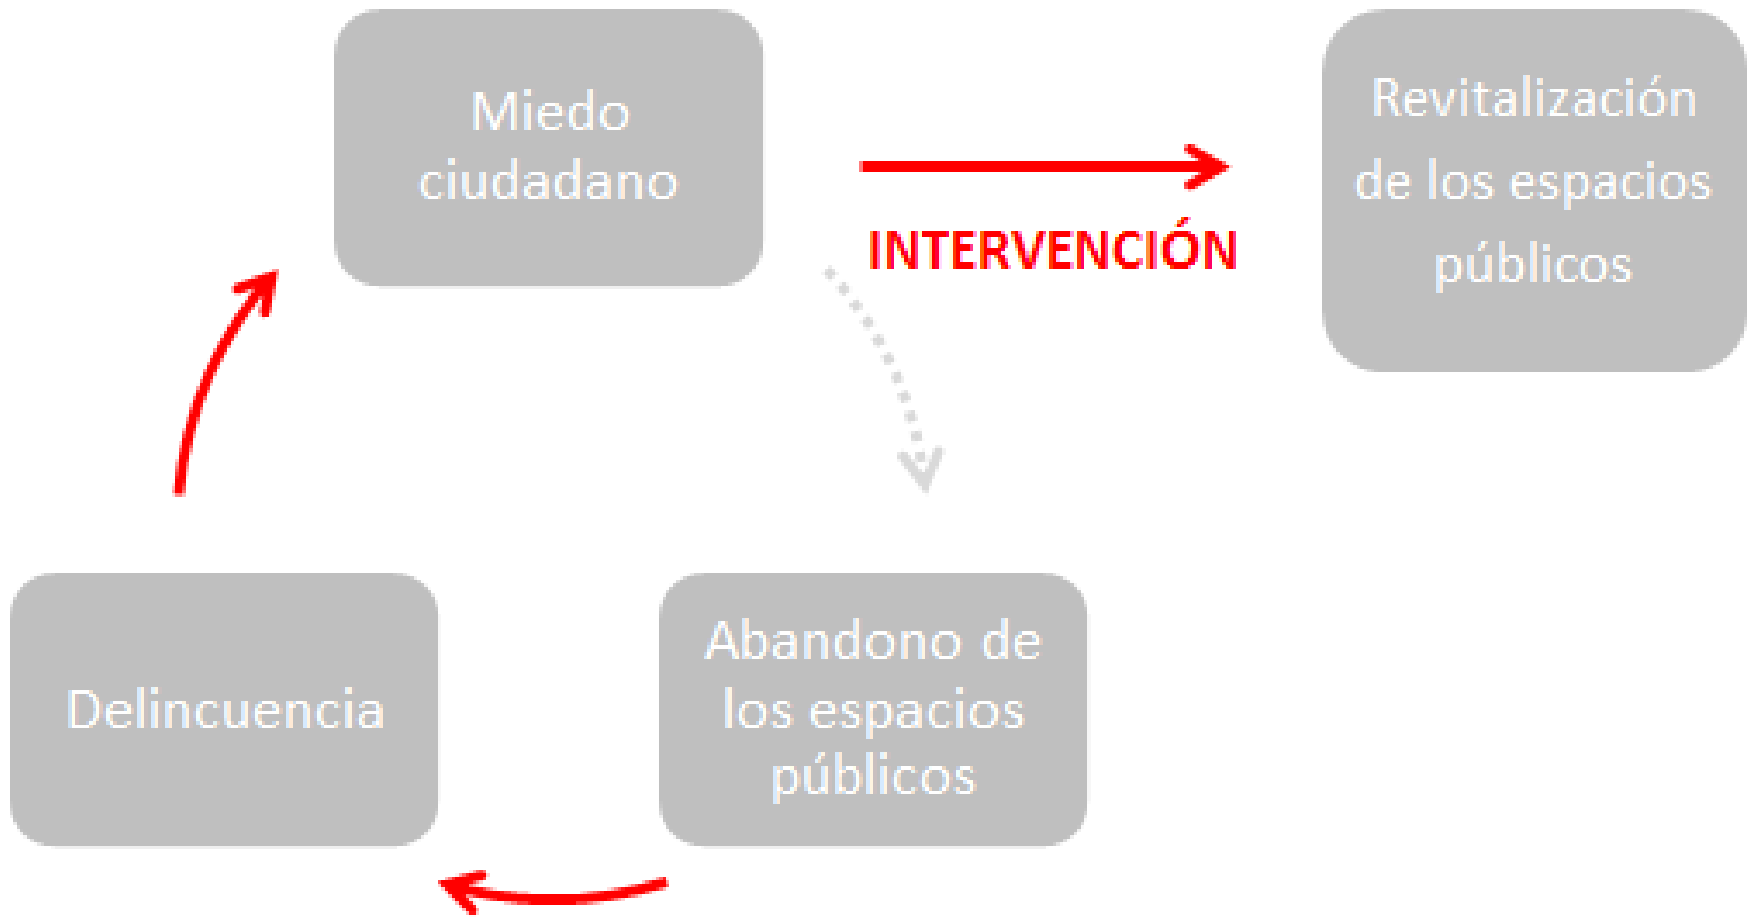 Miedo
ciudadano
INTERVENCIÓN
Revitalización
de los espacios
públicos
Delincuencia
Abandono de
los espacios
públicos